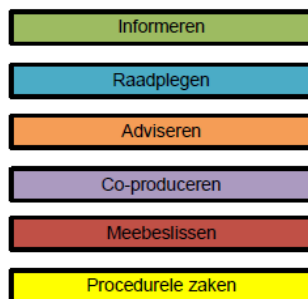 Informeren
Raadplegen
Adviseren
Co-produceren
Meebeslissen
Procedurele zaken